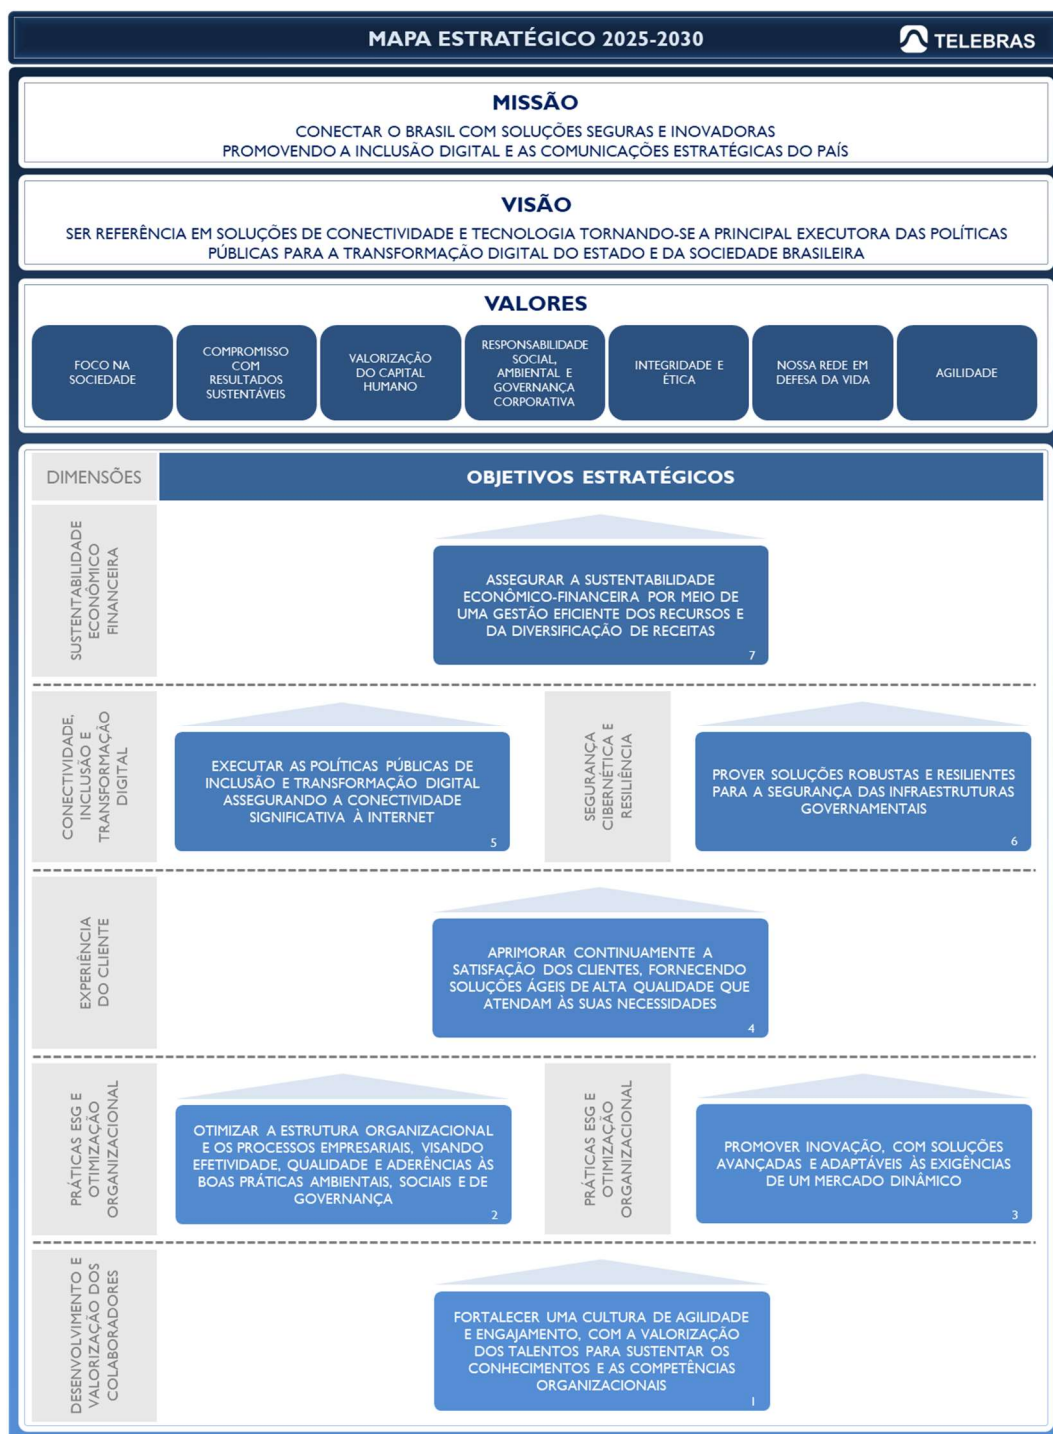 MAPA ESTRATÉGICO 2025-2030
TELEBRAS
MISSÃO
CONECTAR O BRASIL COM SOLUÇÕES SEGURAS E INOVADORAS
PROMOVENDO A INCLUSÃO DIGITAL E AS COMUNICAÇÕES ESTRATÉGICAS DO PAÍS
VISÃO
SER REFERÊNCIA EM SOLUÇÕES DE CONECTIVIDADE E TECNOLOGIA TORNANDO-SE A PRINCIPAL EXECUTORA DAS POLÍTICAS
PÚBLICAS PARA A TRANSFORMAÇÃO DIGITAL DO ESTADO E DA SOCIEDADE BRASILEIRA
VALORES
FOCO NA
SOCIEDADE
COMPROMISSO
COM
RESULTADOS
SUSTENTÁVEIS
VALORIZAÇÃO
DO CAPITAL
HUMANO
RESPONSABILIDADE
SOCIAL,
AMBIENTAL E
GOVERNANÇA
CORPORATIVA
INTEGRIDADE E
ÉTICA
NOSSA REDE EM
DEFESA DA VIDA
AGILIDADE
DIMENSÕES
OBJETIVOS ESTRATÉGICOS
SUSTENTABILIDADE
ECONÔMICO
FINANCEIRA
ASSEGURAR A SUSTENTABILIDADE
ECONÔMICO-FINANCEIRA POR MEIO DE
UMA GESTÃO EFICIENTE DOS RECURSOS E
DA DIVERSIFICAÇÃO DE RECEITAS
7
CONECTIVIDADE,
INCLUSÃO E
TRANSFORMAÇÃO
DIGITAL
EXECUTAR AS POLÍTICAS PÚBLICAS DE
INCLUSÃO E TRANSFORMAÇÃO DIGITAL
ASSEGURANDO A CONECTIVIDADE
SIGNIFICATIVA À INTERNET
5
SEGURANÇA
CIBERNÉTICA E
RESILIÊNCIA
PROVER SOLUÇÕES ROBUSTAS E RESILIENTES
PARA A SEGURANÇA DAS INFRAESTRUTURAS
GOVERNAMENTAIS
6
EXPERIÊNCIA
DO CLIENTE
APRIMORAR CONTINUAMENTE A
SATISFAÇÃO DOS CLIENTES, FORNECENDO
SOLUÇÕES ÁGEIS DE ALTA QUALIDADE QUE
ATENDAM ÀS SUAS NECESSIDADES
4
PRÁTICAS ESG E
OTIMIZAÇÃO
ORGANIZACIONAL
OTIMIZAR A ESTRUTURA ORGANIZACIONAL
E OS PROCESSOS EMPRESARIAIS, VISANDO
EFETIVIDADE, QUALIDADE E ADERÊNCIAS ÀS
BOAS PRÁTICAS AMBIENTAIS, SOCIAIS E DE
GOVERNANÇA
2
PRÁTICAS ESG E
OTIMIZAÇÃO
ORGANIZACIONAL
PROMOVER INOVAÇÃO, COM SOLUÇÕES
AVANÇADAS E ADAPTÁVEIS ÀS EXIGÊNCIAS
DE UM MERCADO DINÂMICO
3
DESENVOLVIMENTO E
VALORIZAÇÃO DOS
COLABORADORES
FORTALECER UMA CULTURA DE AGILIDADE
E ENGAJAMENTO, COM A VALORIZAÇÃO
DOS TALENTOS PARA SUSTENTAR OS
CONHECIMENTOS E AS COMPETÊNCIAS
ORGANIZACIONAIS
1